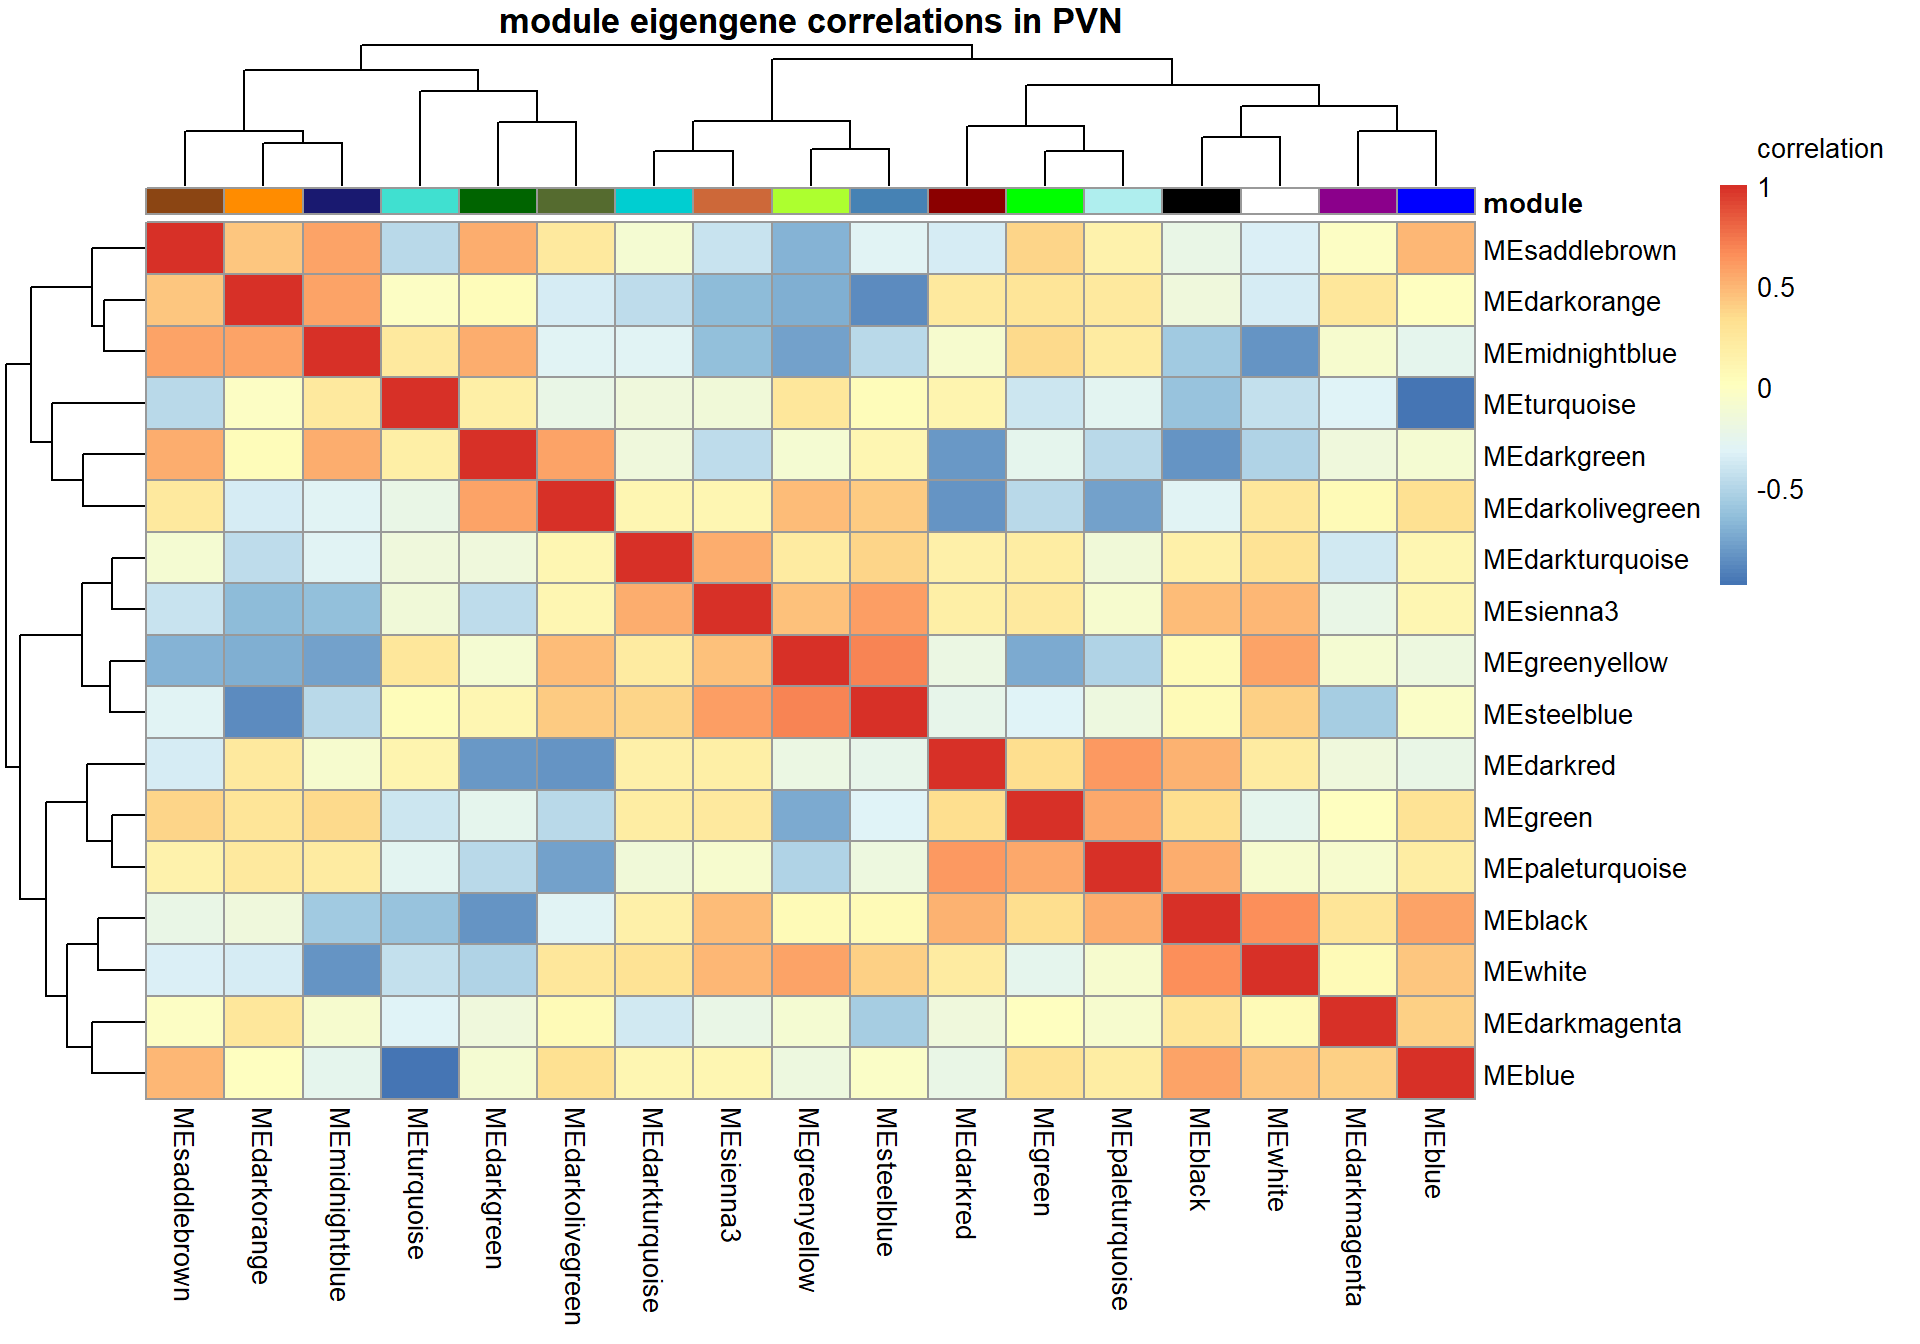 module eigengene correlations in PVN
correlation
1
0.5
0
-0.5
module
MEsaddlebrown
MEdarkorange
MEmidnightblue
MEturquoise
MEdarkgreen
MEdarkolivegreen
MEdarkturquoise
MEsienna3
MEgreenyellow
MEsteelblue
MEdarkred
MEgreen
MEpaleturquoise
MEblack
MEwhite
MEdarkmagenta
MEblue
MEsaddlebrown
MEdarkorange
MEmidnightblue
MEturquoise
MEdarkgreen
MEdarkolivegreen
MEdarkturquoise
MEsienna3
MEgreenyellow
MEsteelblue
MEdarkred
MEgreen
MEpaleturquoise
MEblack
MEwhite
MEdarkmagenta
MEblue